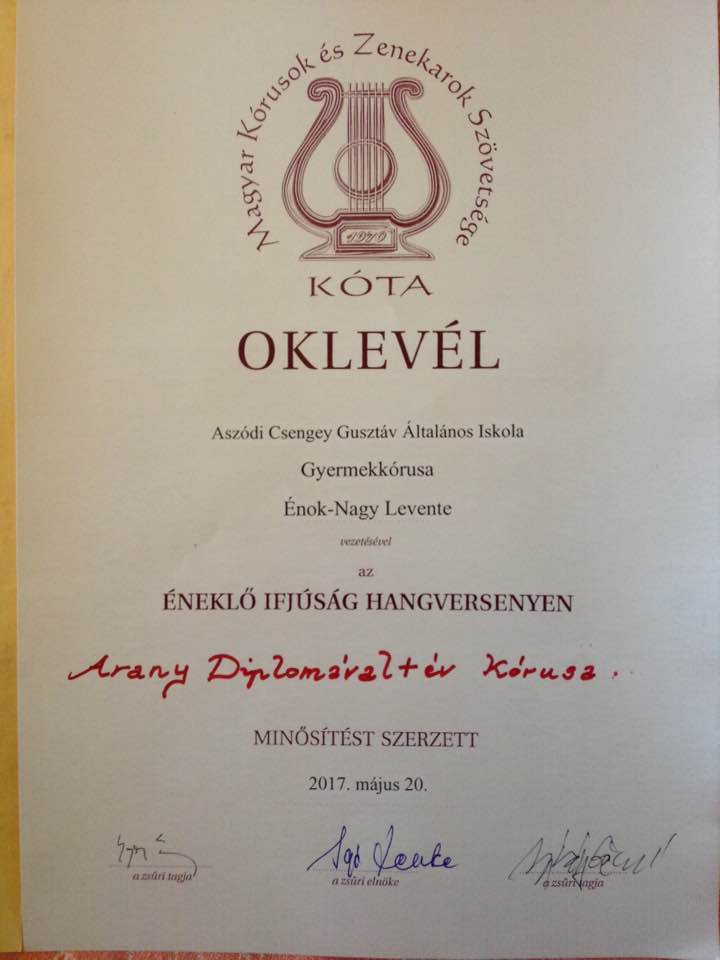 Magyar Kórusok és Zenekarok Szövetsége
1970
KÓTA
OKLEVÉL
Aszódi Csengey Gusztáv Általános Iskola
Gyermekkórusa
Énok-Nagy Levente
vezetésével
az
ÉNEKLŐ IFJÚSÁG HANGVERSENYEN
Arany Diplomával + év Kórusa.
MINŐSÍTÉST SZERZETT
2017. május 20.
a zsűri tagja
a zsűri elnöke
a zsűri tagja